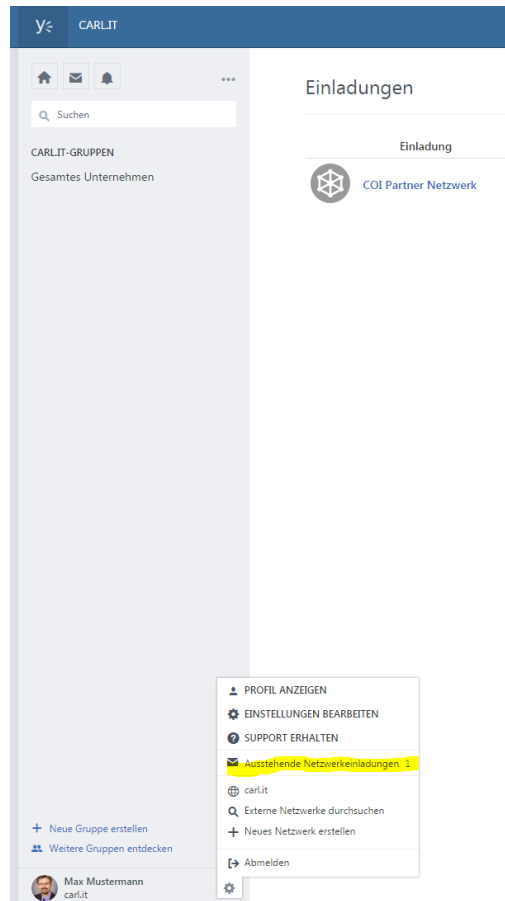 CARL.IT
Einladungen
Suchen
Einladung
CARL.IT-GRUPPEN
Gesamtes Unternehmen
COI Partner Netzwerk
PROFIL ANZEIGEN
EINSTELLUNGEN BEARBEITEN
SUPPORT ERHALTEN
Ausstehende Netzwerkeinladungen 1
carl.it
Externe Netzwerke durchsuchen
Neues Netzwerk erstellen
Abmelden
+ Neue Gruppe erstellen
Weitere Gruppen entdecken
Max Mustermann
carl.it